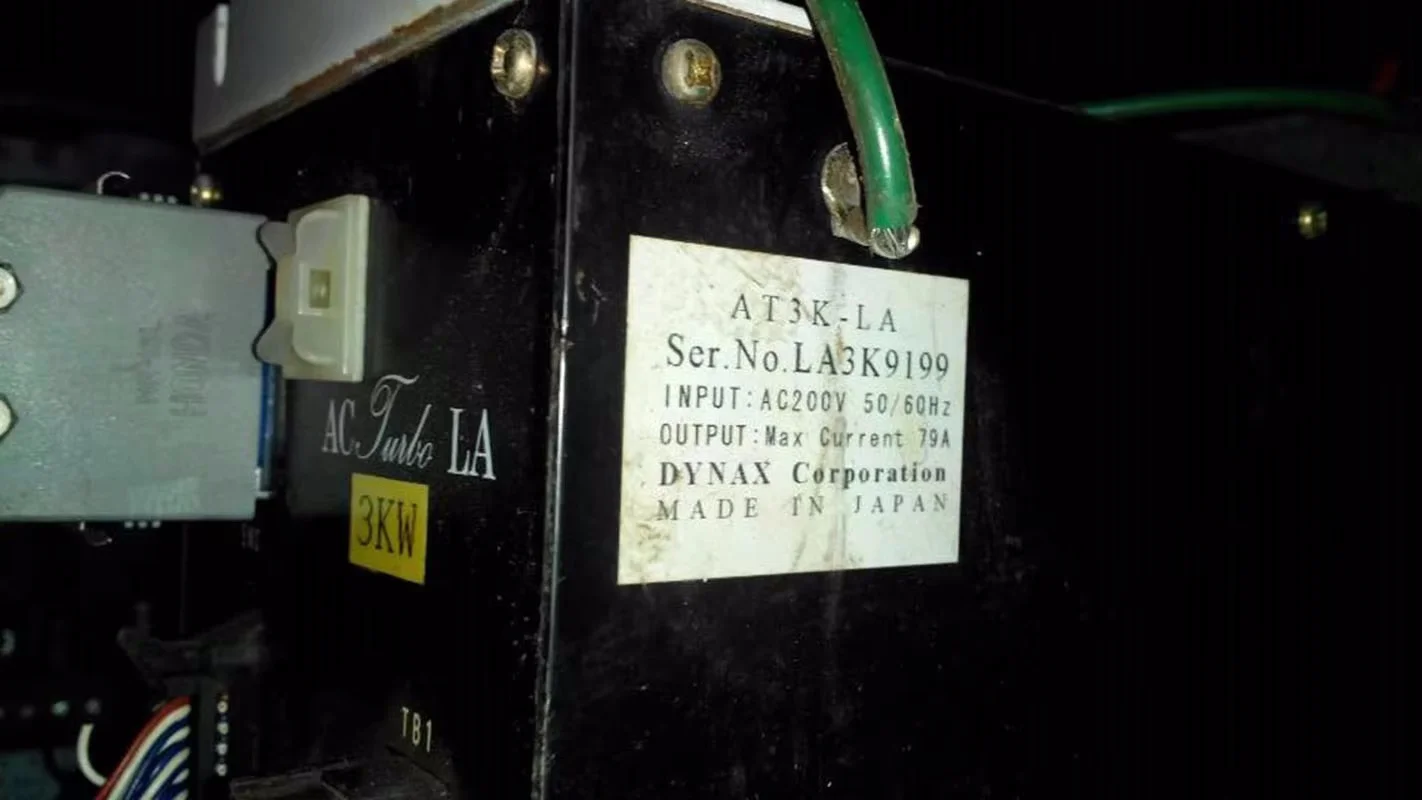 AC Turbo LA
3KW
TB1
AT3K-LA
Ser.No.LA3K9199
INPUT:AC200V 50/60Hz
OUTPUT:Max Current 79A
DYNAX Corporation
MADE IN JAPAN